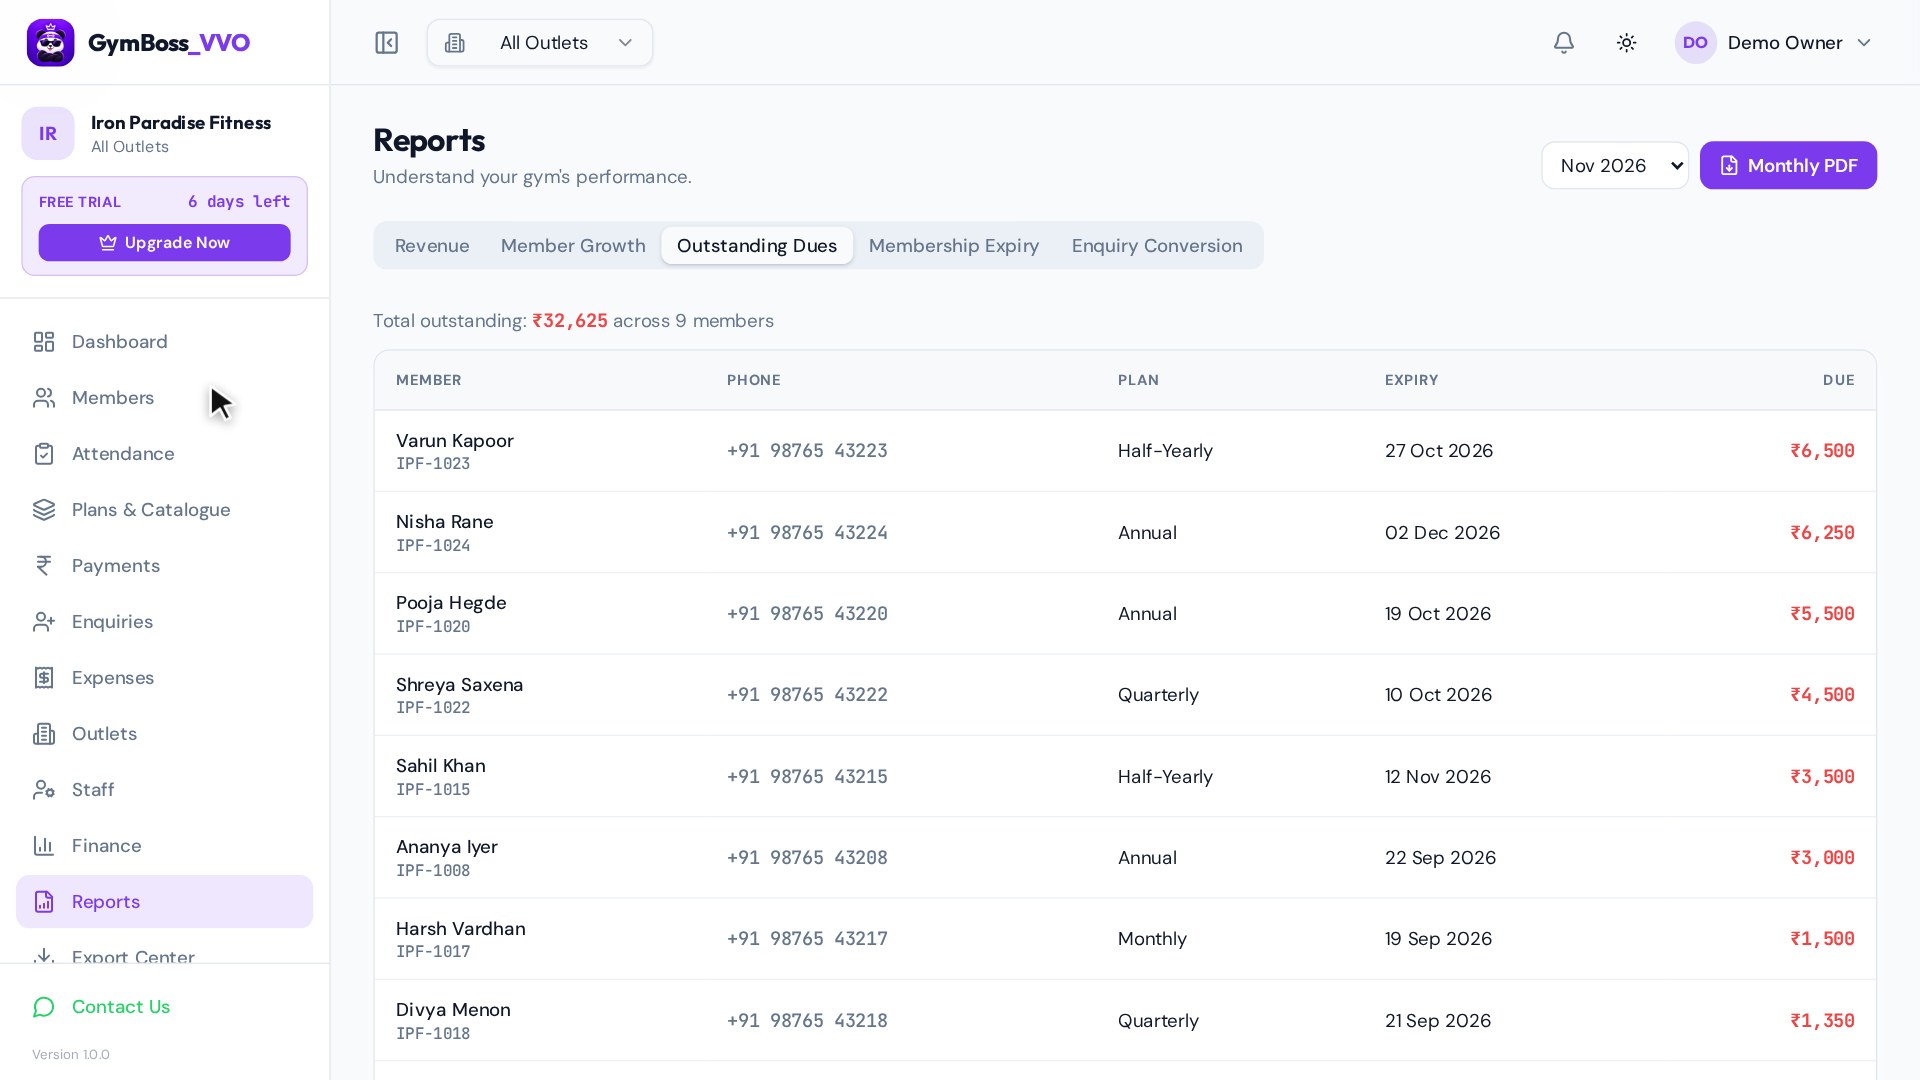 GymBoss_VVO
All Outlets
DO Demo Owner
IR
Iron Paradise Fitness
All Outlets
FREE TRIAL 6 days left
Upgrade Now
Dashboard
Members
Attendance
Plans & Catalogue
Payments
Enquiries
Expenses
Outlets
Staff
Finance
Reports
Export Center
Contact Us
Version 1.0.0
Reports
Understand your gym's performance.
Nov 2026
Monthly PDF
Revenue Member Growth Outstanding Dues Membership Expiry Enquiry Conversion
Total outstanding: ₹32,625 across 9 members
MEMBER PHONE PLAN EXPIRY DUE
Varun Kapoor
IPF-1023
+91 98765 43223 Half-Yearly 27 Oct 2026 ₹6,500
Nisha Rane
IPF-1024
+91 98765 43224 Annual 02 Dec 2026 ₹6,250
Pooja Hegde
IPF-1020
+91 98765 43220 Annual 19 Oct 2026 ₹5,500
Shreya Saxena
IPF-1022
+91 98765 43222 Quarterly 10 Oct 2026 ₹4,500
Sahil Khan
IPF-1015
+91 98765 43215 Half-Yearly 12 Nov 2026 ₹3,500
Ananya Iyer
IPF-1008
+91 98765 43208 Annual 22 Sep 2026 ₹3,000
Harsh Vardhan
IPF-1017
+91 98765 43217 Monthly 19 Sep 2026 ₹1,500
Divya Menon
IPF-1018
+91 98765 43218 Quarterly 21 Sep 2026 ₹1,350